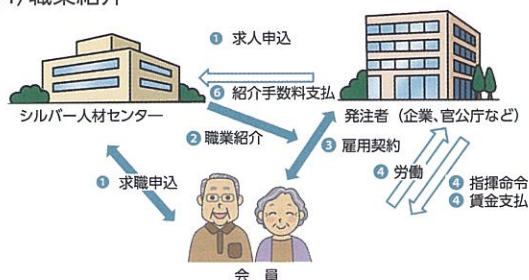 1) 職業紹介
❶ 求人申込
❻ 紹介手数料支払
シルバー人材センター
発注者（企業、官公庁など）
❷ 職業紹介
❸ 雇用契約
❹ 労働
❶ 求職申込
❹ 指揮命令
❹ 賃金支払
会　員